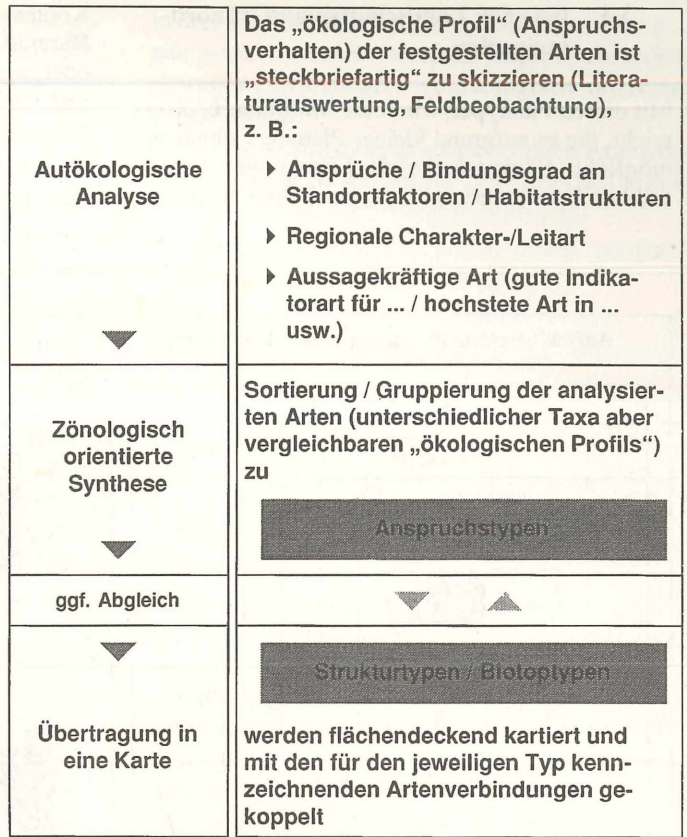 Autökologische
Analyse
Das „ökologische Profil“ (Anspruchs-
verhalten) der festgestellten Arten ist
„steckbriefartig“ zu skizzieren (Litera-
turauswertung, Feldbeobachtung),
z. B.:
Ansprüche / Bindungsgrad an
Standortfaktoren / Habitatstrukturen
Regionale Charakter-/Leitart
Aussagekräftige Art (gute Indika-
torart für ... / hochstete Art in ...
usw.)
Zönologisch
orientierte
Synthese
Sortierung / Gruppierung der analysier-
ten Arten (unterschiedlicher Taxa aber
vergleichbaren „ökologischen Profils“)
zu
Anspruchstypen
ggf. Abgleich
Übertragung in
eine Karte
Strukturtypen / Biotoptypen
werden flächendeckend kartiert und
mit den für den jeweiligen Typ kenn-
zeichnenden Artenverbindungen ge-
koppelt